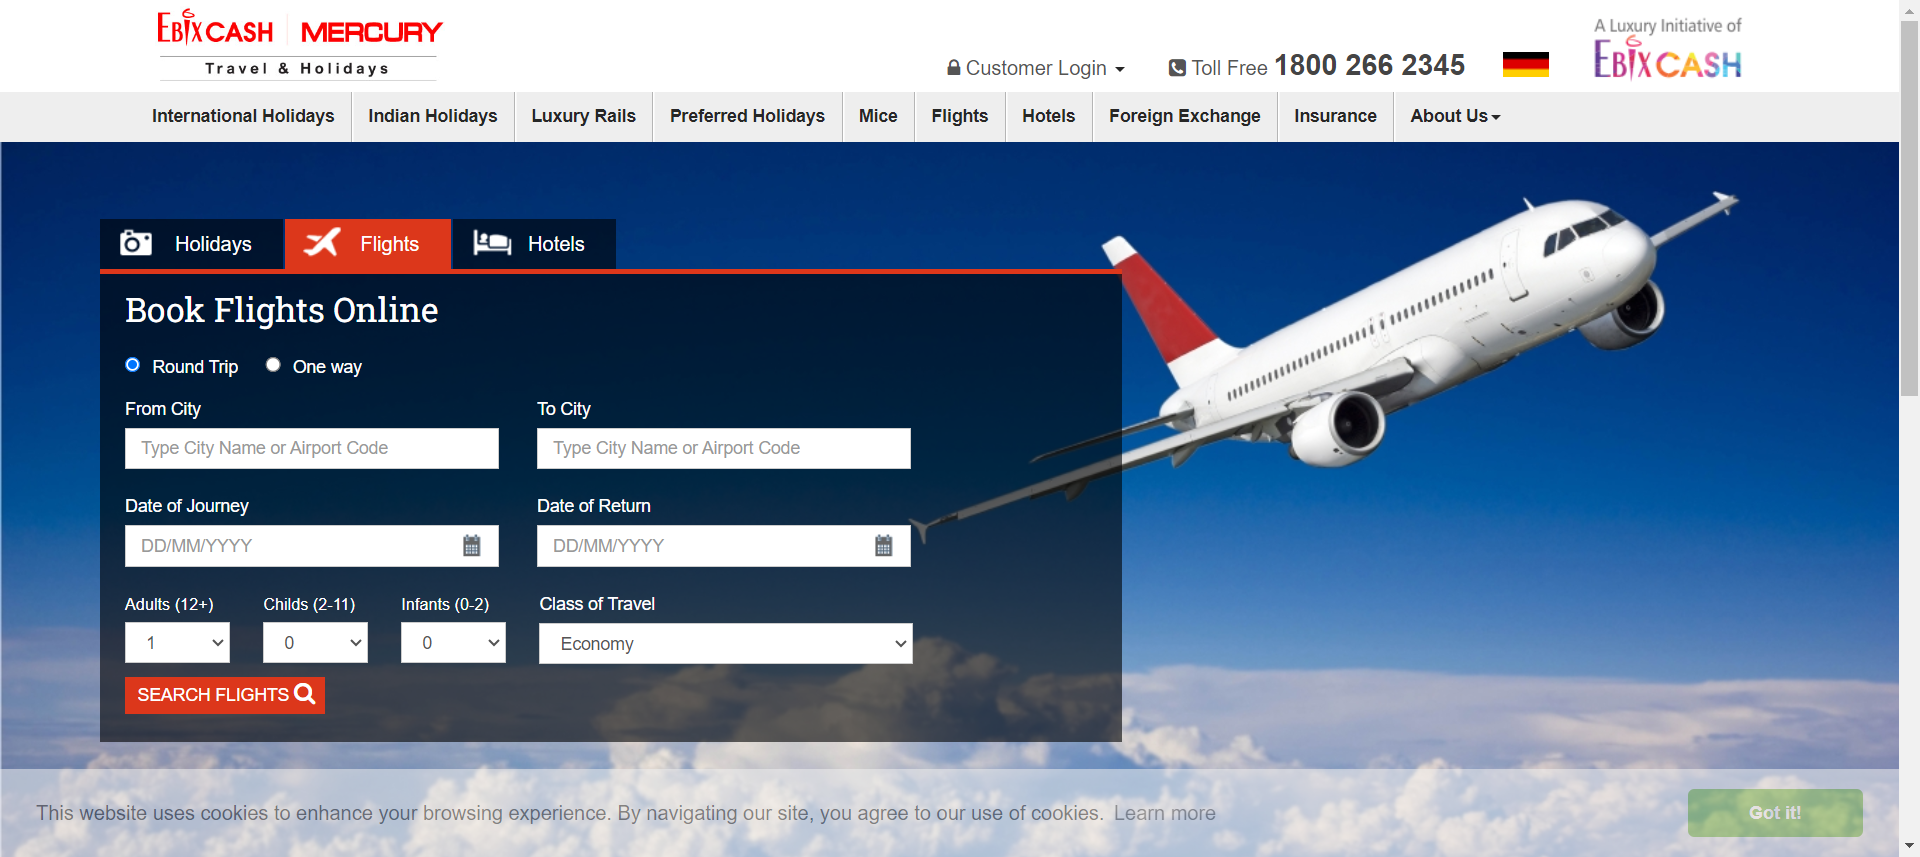 EBIXCASH MERCURY
Travel & Holidays
Customer Login
Toll Free 1800 266 2345
A Luxury Initiative of
EBIXCASH
International Holidays
Indian Holidays
Luxury Rails
Preferred Holidays
Mice
Flights
Hotels
Foreign Exchange
Insurance
About Us
Holidays
Flights
Hotels
Book Flights Online
Round Trip
One way
From City
To City
Type City Name or Airport Code
Type City Name or Airport Code
Date of Journey
Date of Return
DD/MM/YYYY
DD/MM/YYYY
Adults (12+)
Childs (2-11)
Infants (0-2)
Class of Travel
1
0
0
Economy
SEARCH FLIGHTS
This website uses cookies to enhance your browsing experience. By navigating our site, you agree to our use of cookies. Learn more
Got it!